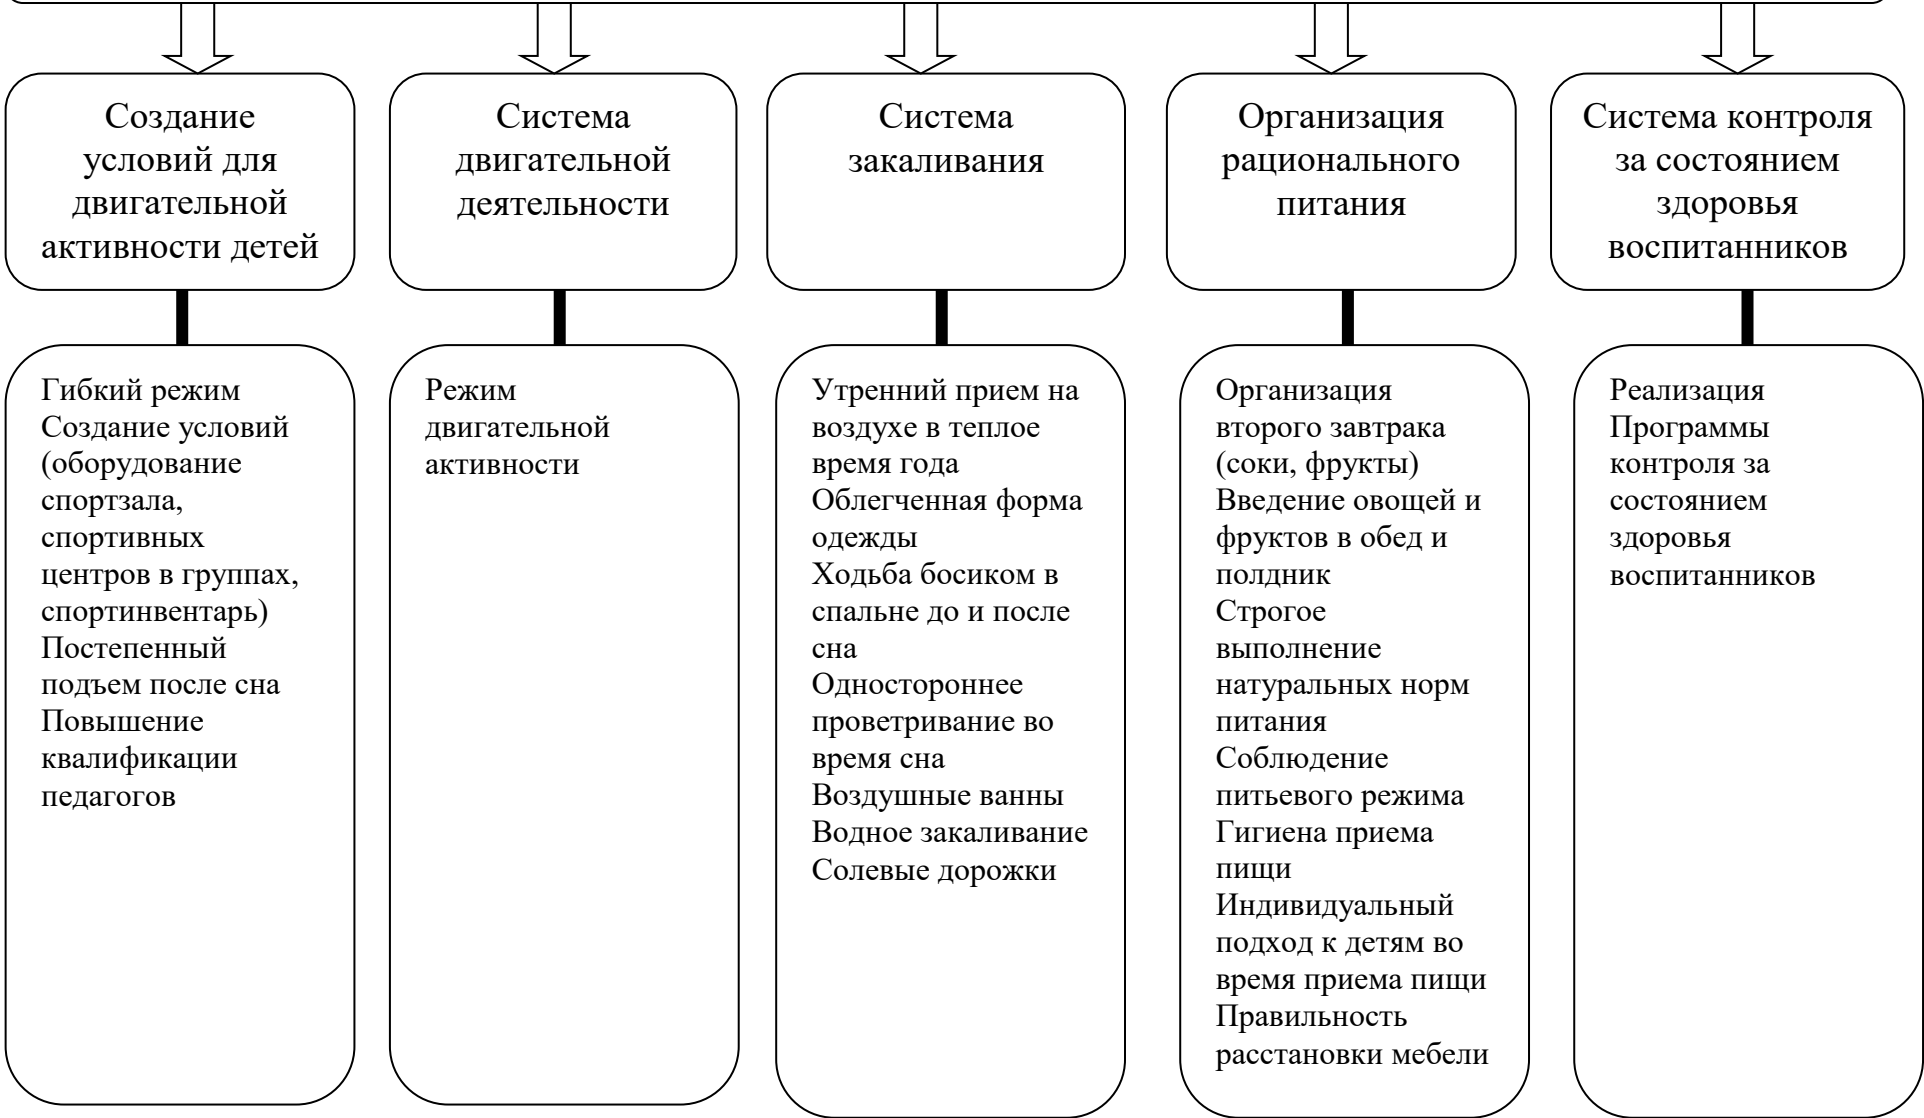 Создание
условий для
двигательной
активности детей
Система
двигательной
деятельности
Система
закаливания
Организация
рационального
питания
Система контроля
за состоянием
здоровья
воспитанников
Гибкий режим
Создание условий
(оборудование
спортзала,
спортивных
центров в группах,
спортинвентарь)
Постепенный
подъем после сна
Повышение
квалификации
педагогов
Режим
двигательной
активности
Утренний прием на
воздухе в теплое
время года
Облегченная форма
одежды
Ходьба босиком в
спальне до и после
сна
Одностороннее
проветривание во
время сна
Воздушные ванны
Водное закаливание
Солевые дорожки
Организация
второго завтрака
(соки, фрукты)
Введение овощей и
фруктов в обед и
полдник
Строгое
выполнение
натуральных норм
питания
Соблюдение
питьевого режима
Гигиена приема
пищи
Индивидуальный
подход к детям во
время приема пищи
Правильность
расстановки мебели
Реализация
Программы
контроля за
состоянием
здоровья
воспитанников